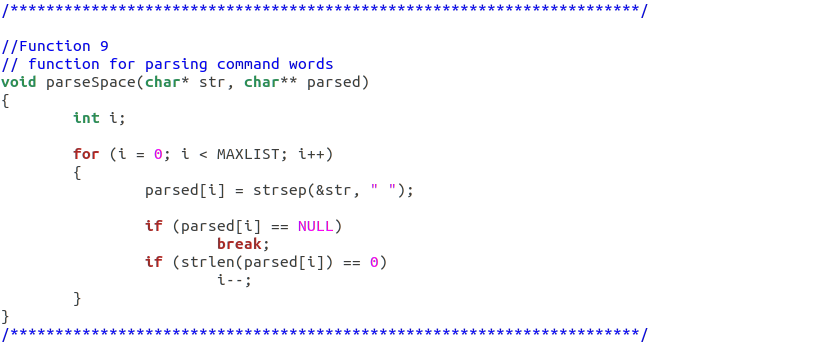 /**********************************************************************/
//Function 9
// function for parsing command words
void parseSpace(char* str, char** parsed)
{
        int i;

        for (i = 0; i < MAXLIST; i++)
        {
                parsed[i] = strsep(&str, " ");

                if (parsed[i] == NULL)
                        break;
                if (strlen(parsed[i]) == 0)
                        i--;
        }
}
/**********************************************************************/